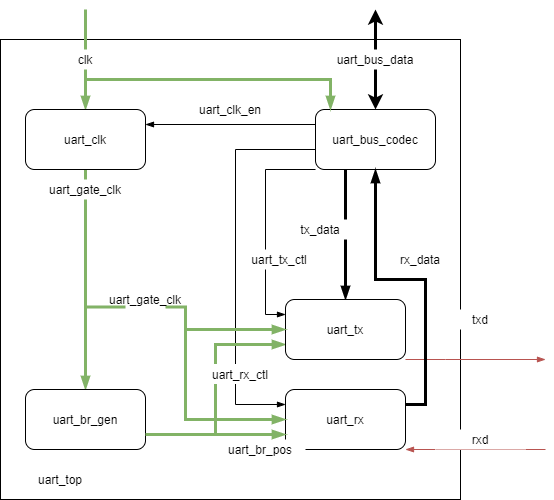 clk
uart_bus_data
uart_clk_en
uart_clk
uart_bus_codec
uart_gate_clk
tx_data
rx_data
uart_tx_ctl
uart_gate_clk
txd
uart_tx
uart_rx_ctl
uart_br_gen
uart_rx
rxd
uart_br_pos
uart_top